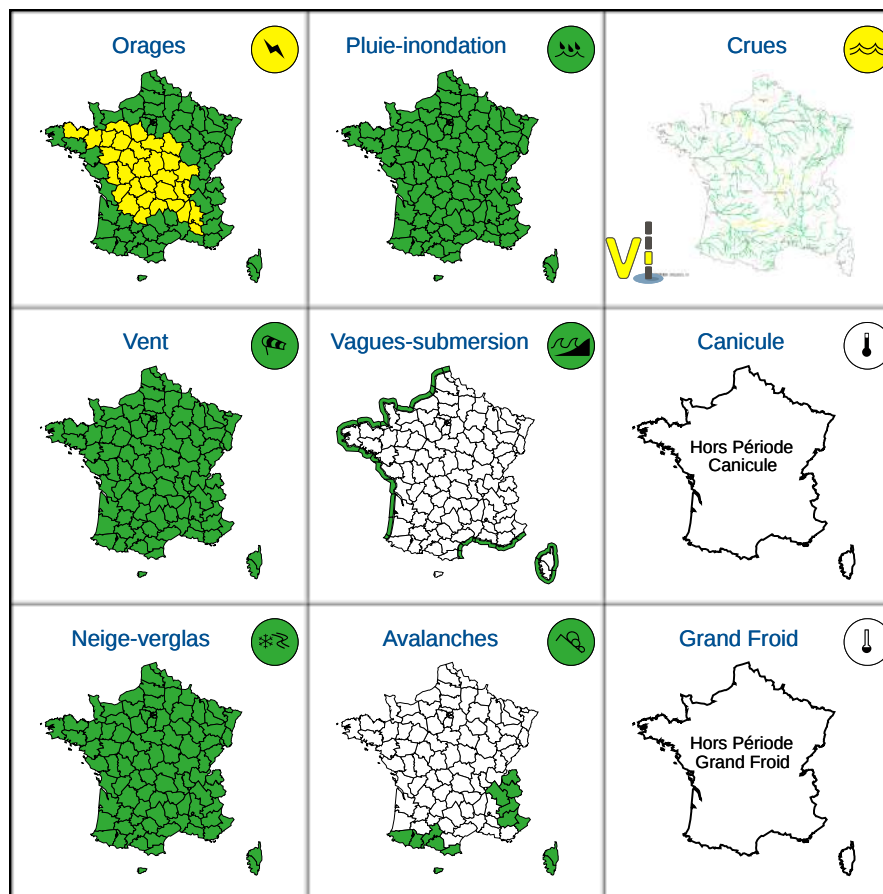 Orages
Pluie-inondation
Crues
Vi
Vent
Vagues-submersion
Canicule
Hors Période
Canicule
Neige-verglas
Avalanches
Grand Froid
Hors Période
Grand Froid